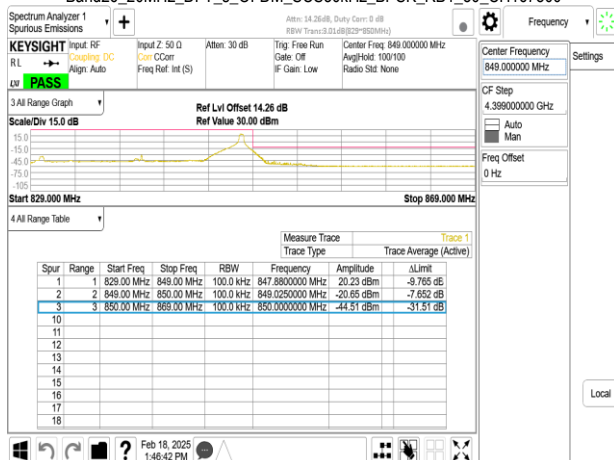 Spectrum Analyzer 1
Spurious Emissions
Attn: 14.26dB, Duty Corr: 0 dB
RBW Trans:3.01dB(829~850MHz)
Frequency
KEYSIGHT
Input: RF
Coupling: DC
Align: Auto
Input Z: 50 Ω
Corr CCorr
Freq Ref: Int (S)
Atten: 30 dB
Trig: Free Run
Gate: Off
IF Gain: Low
Center Freq: 849.000000 MHz
Avg|Hold: 100/100
Radio Std: None
RL
LXI
PASS
Center Frequency
849.000000 MHz
Settings
CF Step
4.399000000 GHz
Auto
Man
Freq Offset
0 Hz
3 All Range Graph
Scale/Div 15.0 dB
Ref Lvl Offset 14.26 dB
Ref Value 30.00 dBm
15.0
-15.0
-45.0
-75.0
-105
Start 829.000 MHz
Stop 869.000 MHz
4 All Range Table
Measure Trace Trace 1
Trace Type Trace Average (Active)
Spur Range Start Freq Stop Freq RBW Frequency Amplitude ΔLimit
1 1 829.00 MHz 849.00 MHz 100.0 kHz 847.8800000 MHz 20.23 dBm -9.765 dB
2 2 849.00 MHz 850.00 MHz 100.0 kHz 849.0250000 MHz -20.65 dBm -7.652 dB
3 3 850.00 MHz 869.00 MHz 100.0 kHz 850.0000000 MHz -44.51 dBm -31.51 dB
10
11
12
13
14
15
16
17
18
Local
Feb 18, 2025
1:46:42 PM